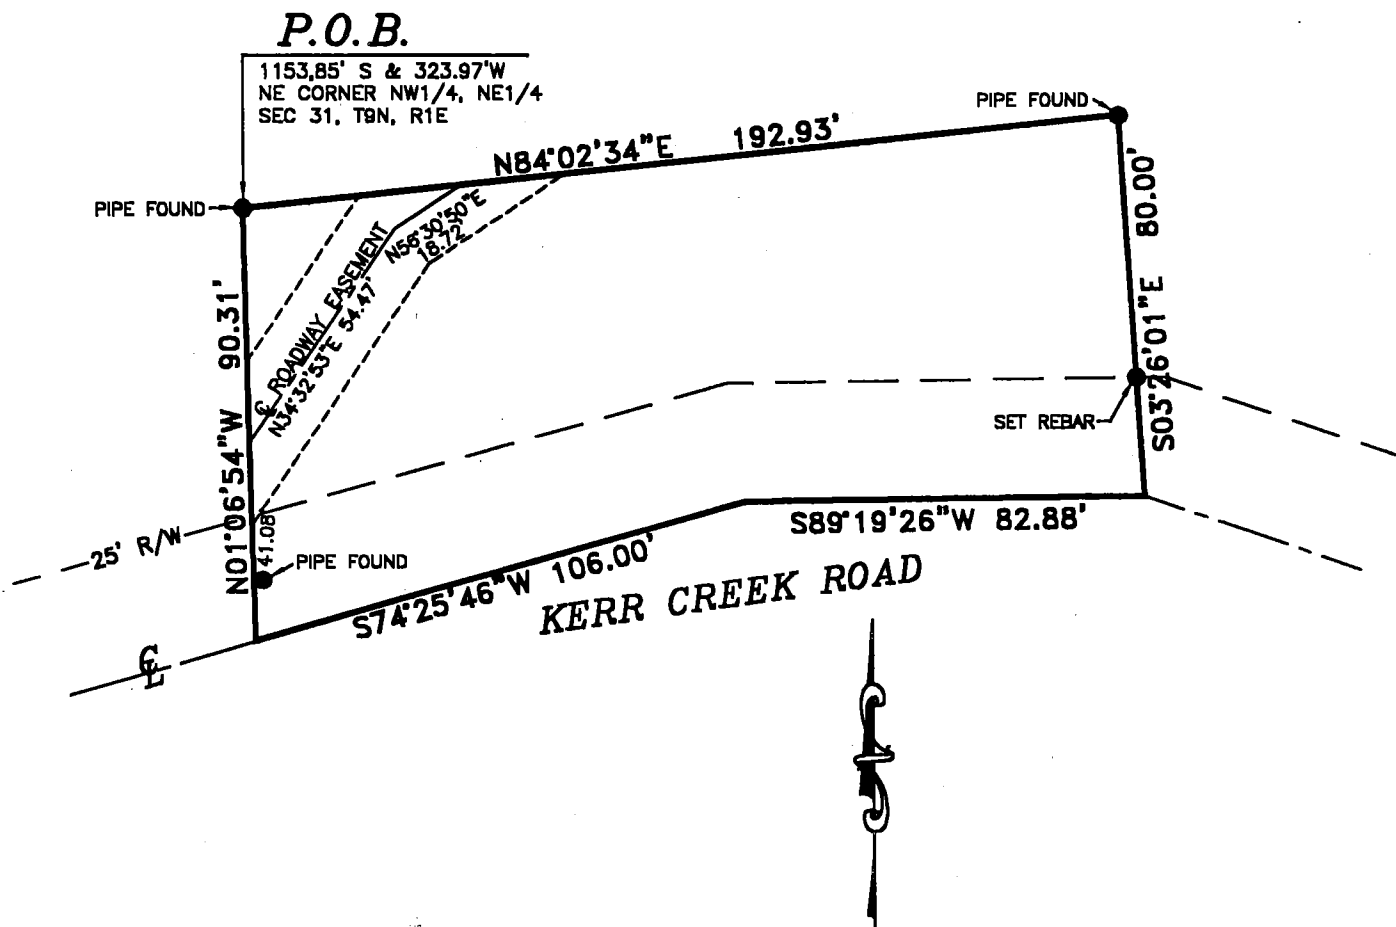 P.O.B.
1153,85' S & 323.97'W
NE CORNER NW1/4, NE1/4
SEC 31, T9N, R1E
PIPE FOUND
N84°02'34"E 192.93'
PIPE FOUND
80.00'
S03°26'01"E
SET REBAR
90.31'
N01°06'54"W
41.08'
℄ ROADWAY EASEMENT
N34°32'53"E 54.47'
N56°30'50"E
18.72'
25' R/W
PIPE FOUND
S89°19'26"W 82.88'
S74°25'46"W 106.00'
KERR CREEK ROAD
℄